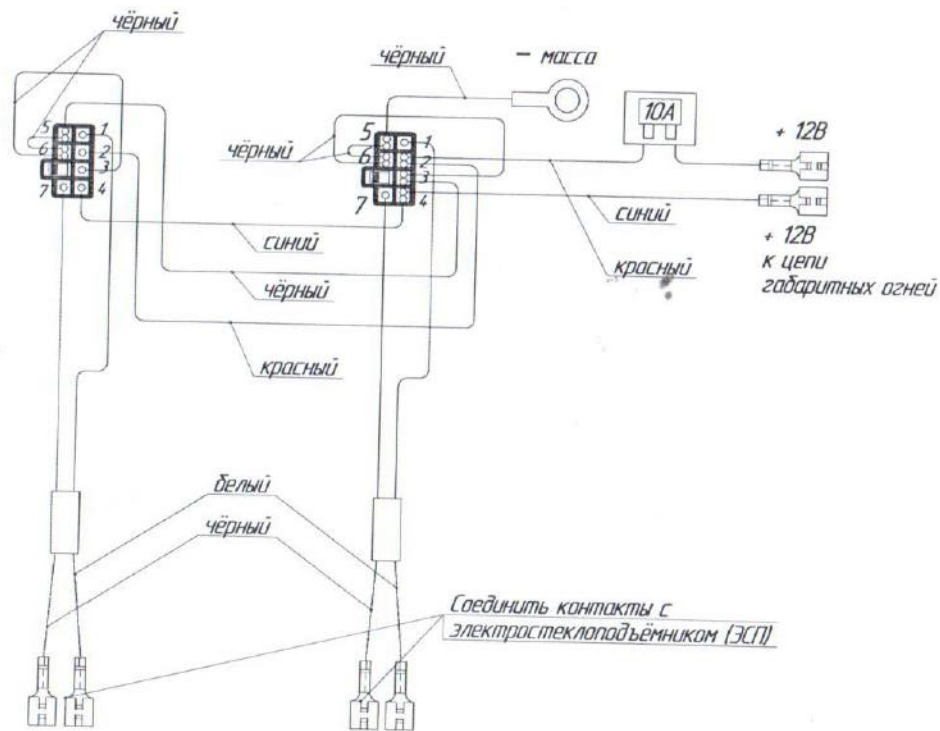 чёрный
чёрный
− масса
10А
+ 12В
5
1
6
2
3
7
4
чёрный
5
1
6
2
3
7
4
синий
синий
+ 12В
к цепи
габаритных огней
чёрный
красный
красный
белый
чёрный
Соединить контакты с
электростеклоподъёмником (ЭСП)